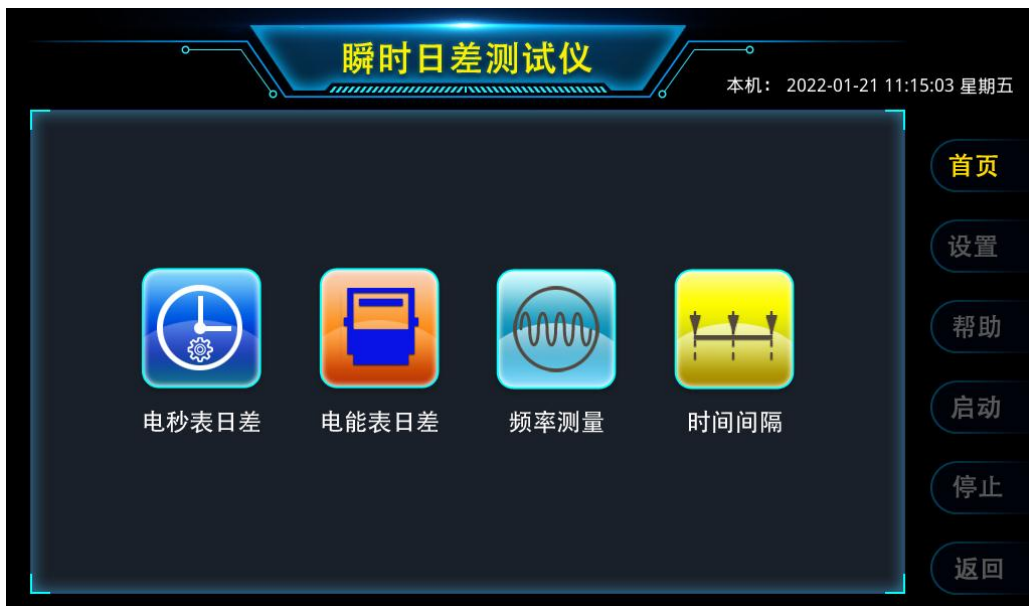 瞬时日差测试仪
本机： 2022-01-21 11:15:03 星期五
首页
设置
帮助
启动
停止
返回
电秒表日差 电能表日差 频率测量 时间间隔